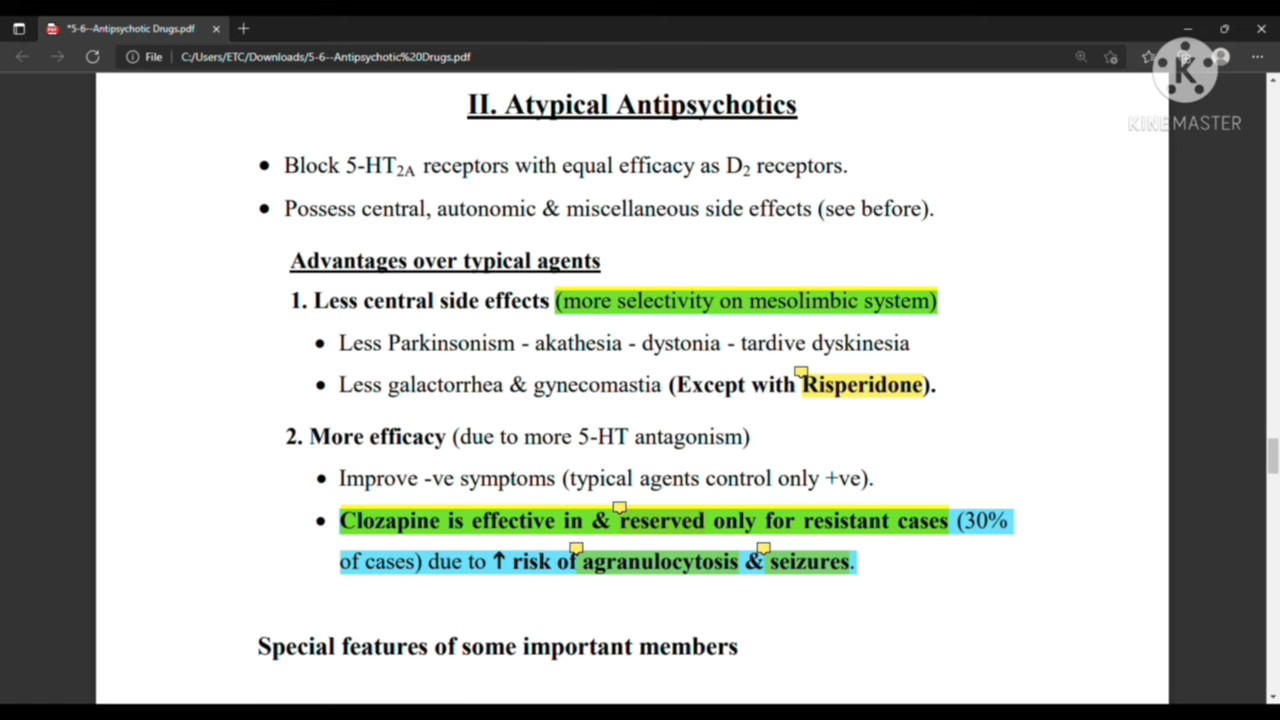 *5-6--Antipsychotic Drugs.pdf
File | C:/Users/ETC/Downloads/5-6--Antipsychotic%20Drugs.pdf
K
KINEMASTER
II. Atypical Antipsychotics
• Block 5-HT2A receptors with equal efficacy as D2 receptors.
• Possess central, autonomic & miscellaneous side effects (see before).
Advantages over typical agents
1. Less central side effects (more selectivity on mesolimbic system)
• Less Parkinsonism - akathesia - dystonia - tardive dyskinesia
• Less galactorrhea & gynecomastia (Except with Risperidone).
2. More efficacy (due to more 5-HT antagonism)
• Improve -ve symptoms (typical agents control only +ve).
• Clozapine is effective in & reserved only for resistant cases (30%
of cases) due to ↑ risk of agranulocytosis & seizures.
Special features of some important members